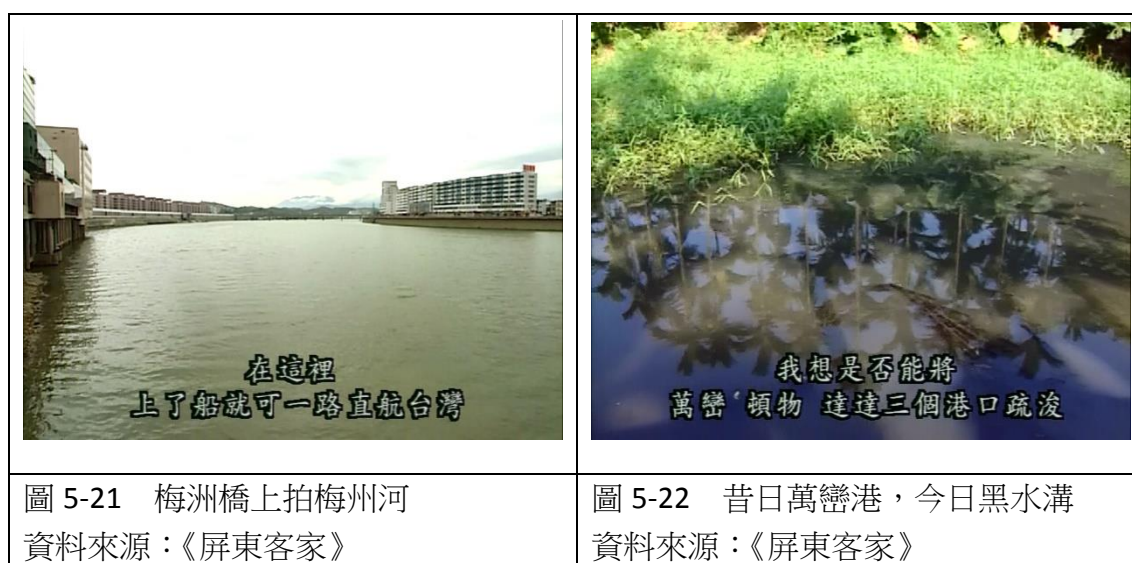 在這裡
上了船就可一路直航台灣
我想是否能將
萬巒、頓物 達達三個港口疏浚
圖 5-21 梅洲橋上拍梅州河
資料來源：《屏東客家》
圖 5-22 昔日萬巒港，今日黑水溝
資料來源：《屏東客家》